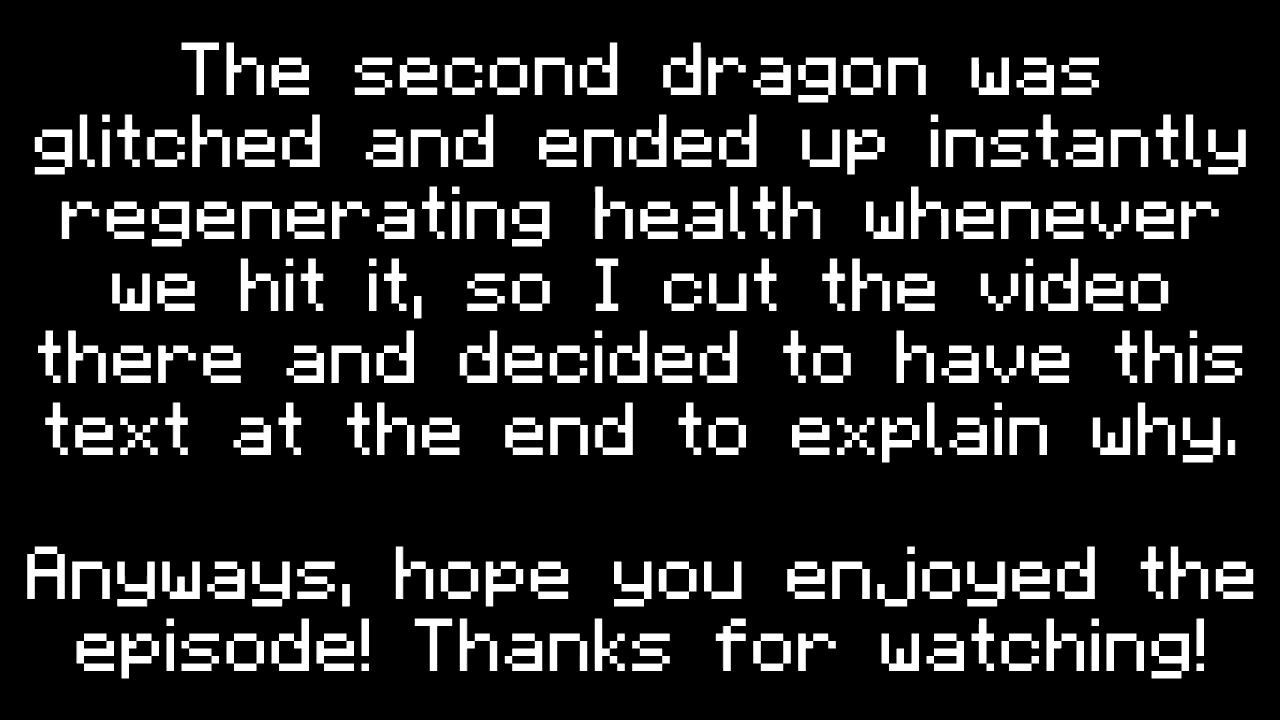 The second dragon was
glitched and ended up instantly
regenerating health whenever
we hit it, so I cut the video
there and decided to have this
text at the end to explain why.
Anyways, hope you enjoyed the
episode! Thanks for watching!